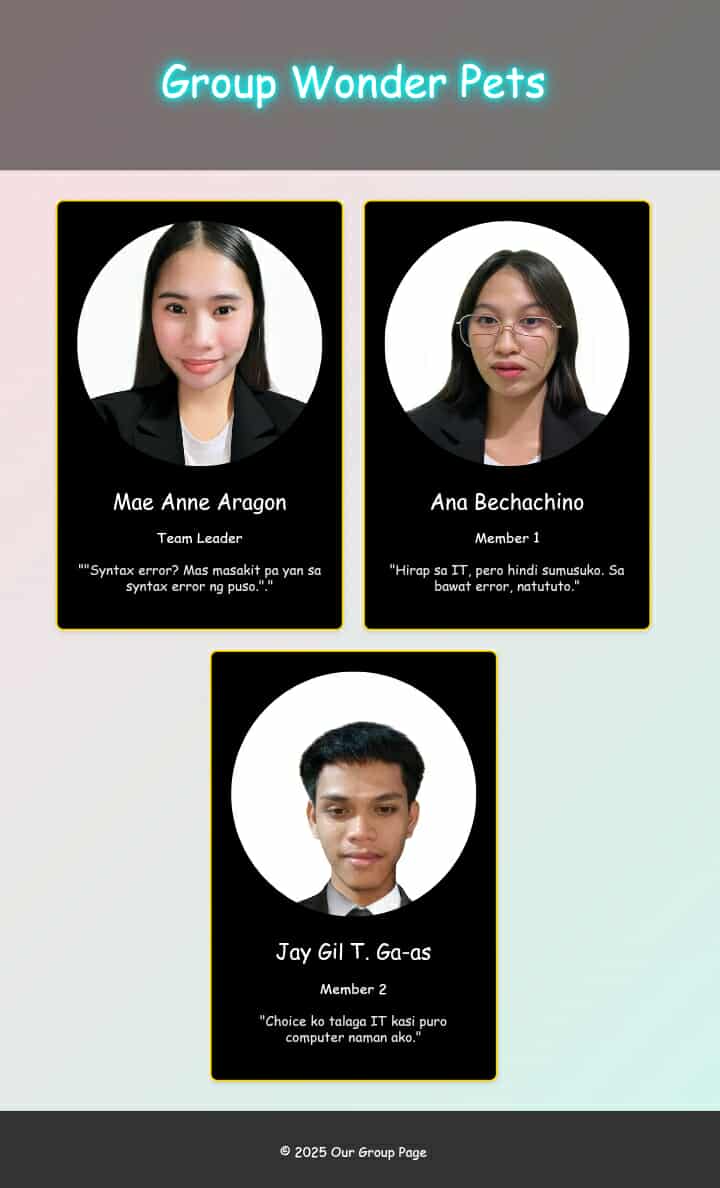 Group Wonder Pets
Mae Anne Aragon
Team Leader
""Syntax error? Mas masakit pa yan sa
syntax error ng puso."."
Ana Bechachino
Member 1
"Hirap sa IT, pero hindi sumusuko. Sa
bawat error, natututo."
Jay Gil T. Ga-as
Member 2
"Choice ko talaga IT kasi puro
computer naman ako."
© 2025 Our Group Page